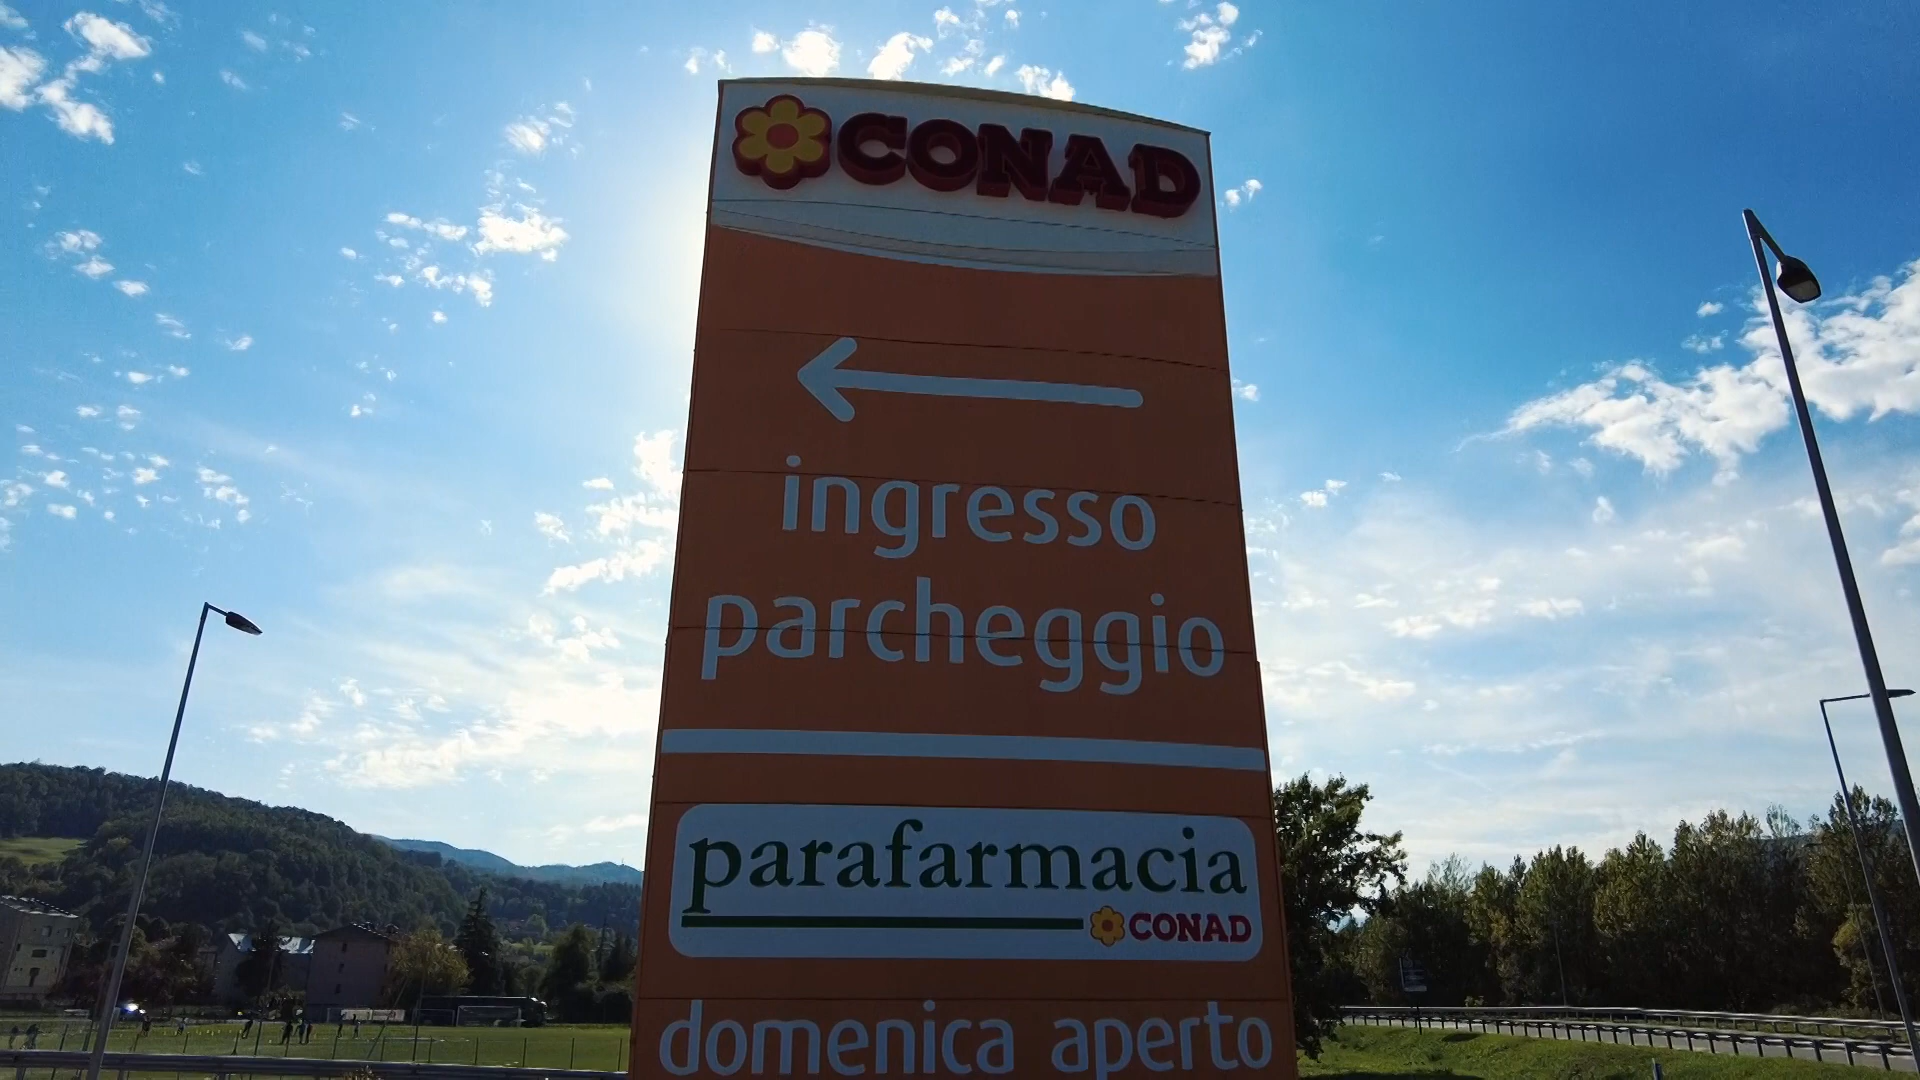 CONAD
ingresso
parcheggio
parafarmacia
CONAD
domenica aperto